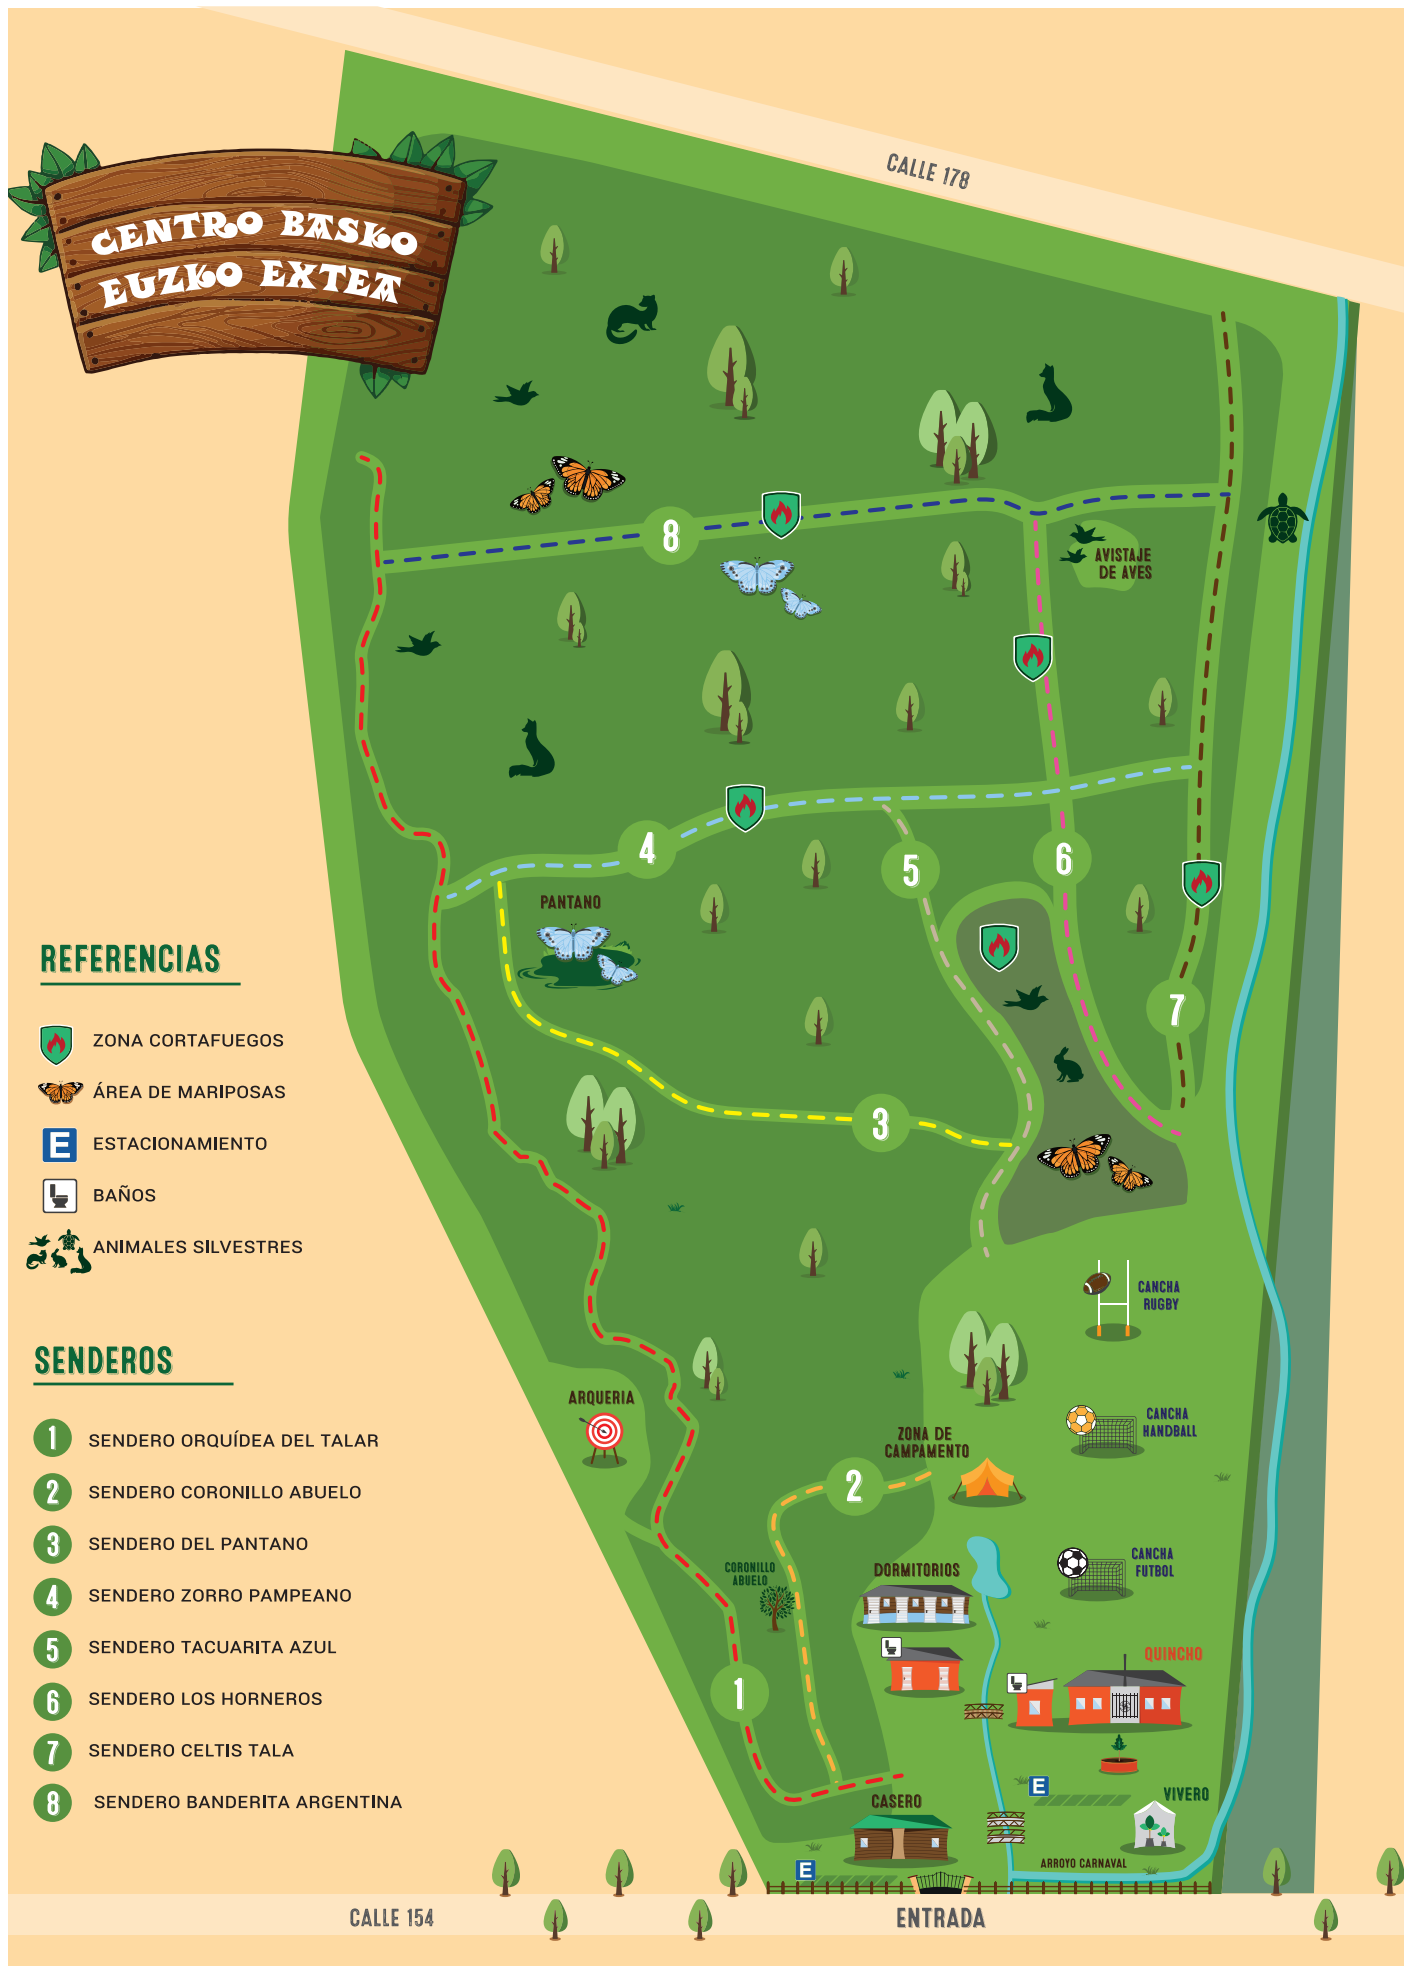 CALLE 178
CENTRO BASKO
EUZKO EXTEA
8
AVISTAJE
DE AVES
4
5
6
PANTANO
7
3
REFERENCIAS
ZONA CORTAFUEGOS
ÁREA DE MARIPOSAS
E ESTACIONAMIENTO
BAÑOS
ANIMALES SILVESTRES
CANCHA
RUGBY
SENDEROS
1 SENDERO ORQUÍDEA DEL TALAR
2 SENDERO CORONILLO ABUELO
3 SENDERO DEL PANTANO
4 SENDERO ZORRO PAMPEANO
5 SENDERO TACUARITA AZUL
6 SENDERO LOS HORNEROS
7 SENDERO CELTIS TALA
8 SENDERO BANDERITA ARGENTINA
ARQUERIA
CANCHA
HANDBALL
ZONA DE
CAMPAMENTO
2
CANCHA
FUTBOL
CORONILLO
ABUELO
DORMITORIOS
QUINCHO
1
E
VIVERO
CASERO
ARROYO CARNAVAL
E
CALLE 154
ENTRADA